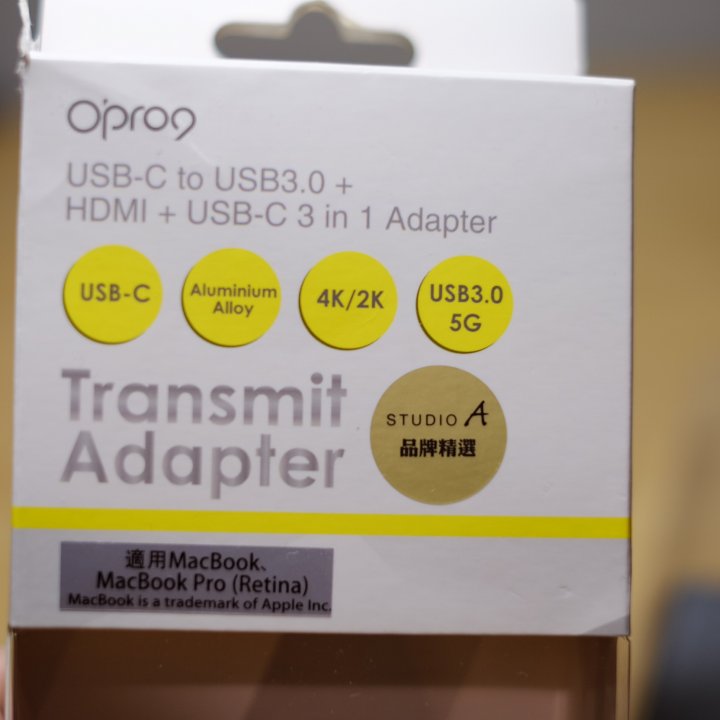 O'pro9
USB-C to USB3.0 +
HDMI + USB-C 3 in 1 Adapter
USB-C
Aluminium
Alloy
4K/2K
USB3.0
5G
Transmit
Adapter
STUDIO A
品牌精選
適用MacBook、
MacBook Pro (Retina)
MacBook is a trademark of Apple Inc.